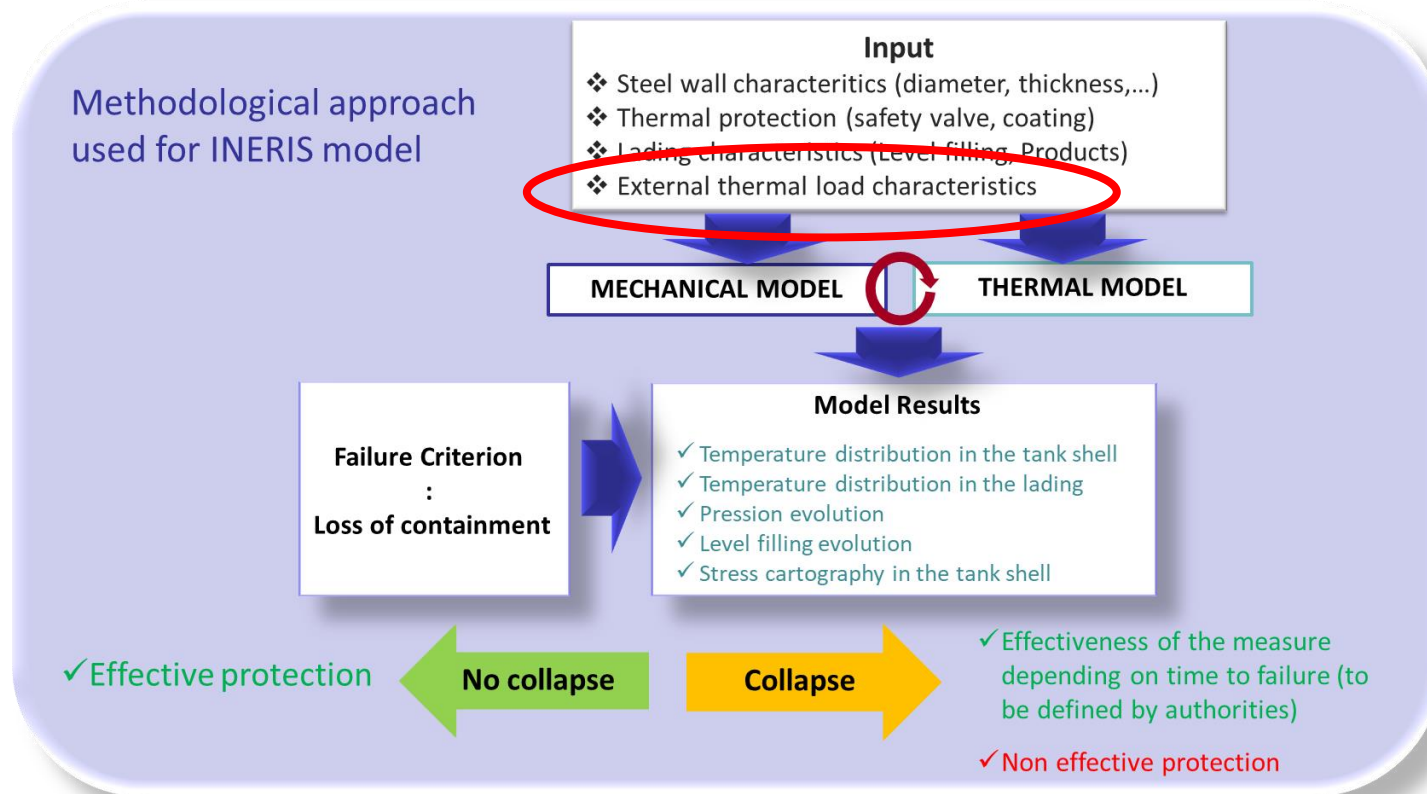 Methodological approach
used for INERIS model
Input
❖ Steel wall characteritics (diameter, thickness,...)
❖ Thermal protection (safety valve, coating)
❖ Lading characteristics (Level filling, Products)
❖ External thermal load characteristics
MECHANICAL MODEL
THERMAL MODEL
Failure Criterion
:
Loss of containment
Model Results
✓ Temperature distribution in the tank shell
✓ Temperature distribution in the lading
✓ Pression evolution
✓ Level filling evolution
✓ Stress cartography in the tank shell
✓Effective protection
No collapse
Collapse
✓Effectiveness of the measure
depending on time to failure (to
be defined by authorities)
✓Non effective protection